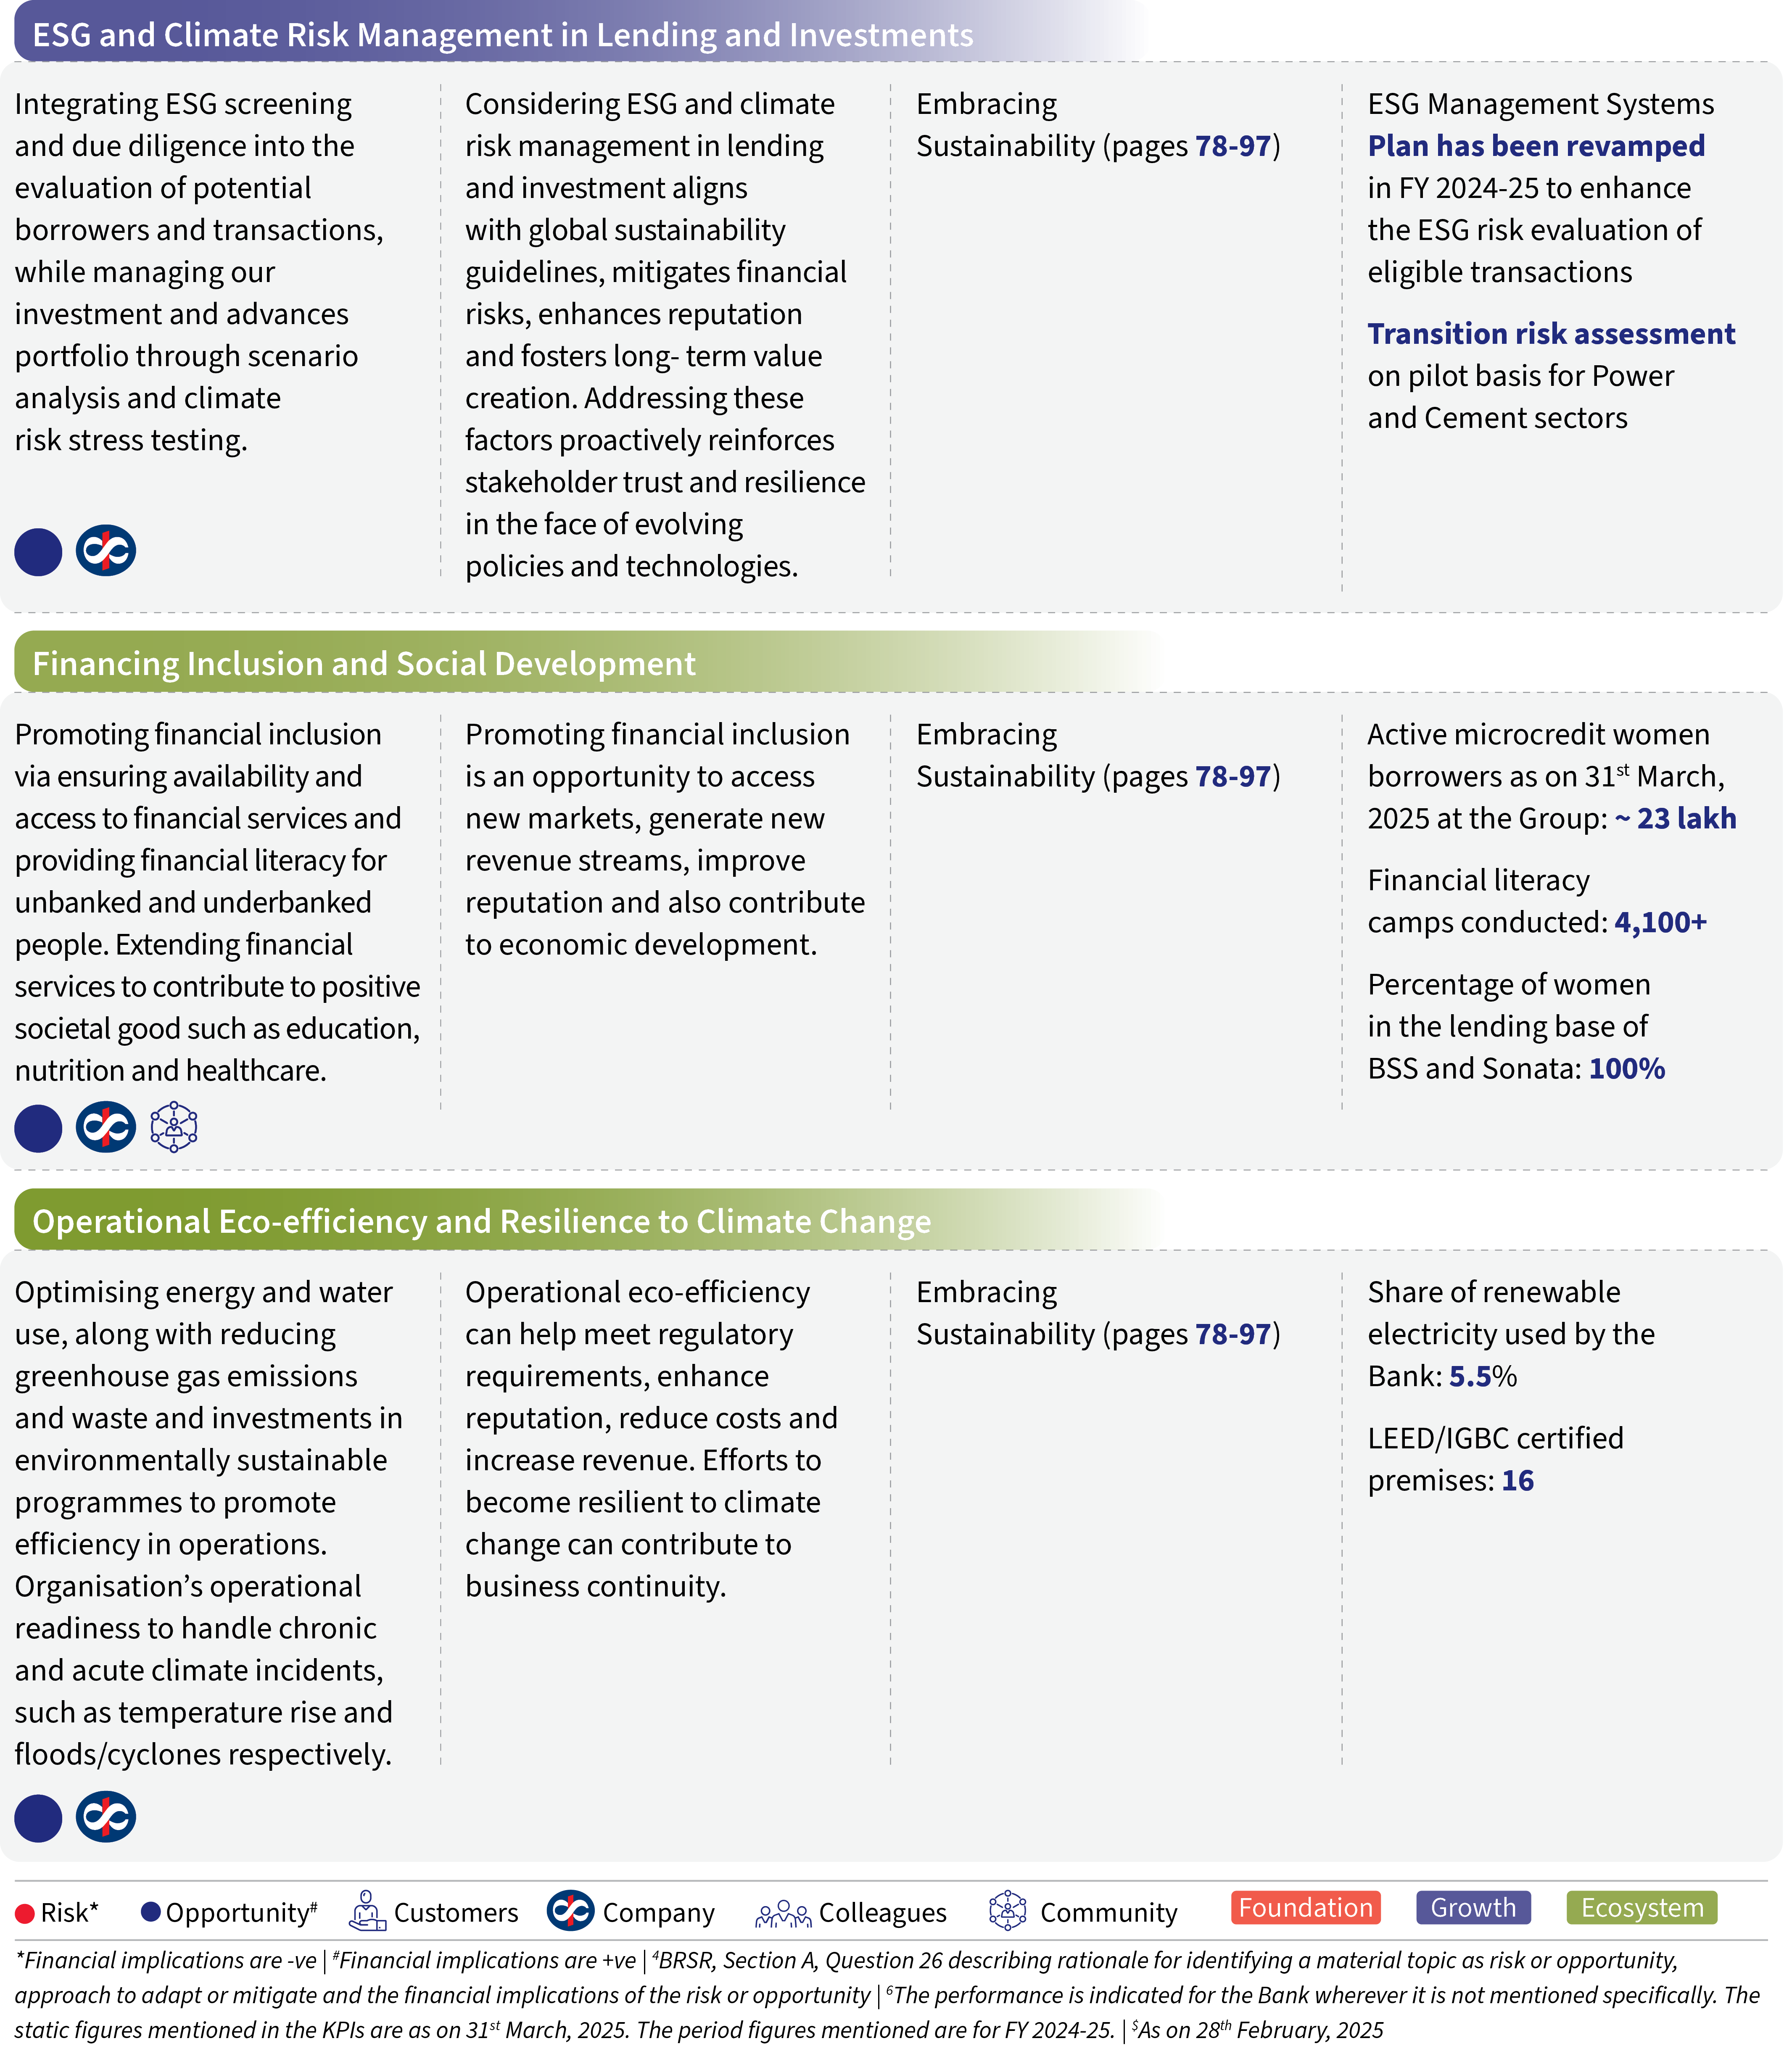 ESG and Climate Risk Management in Lending and Investments
Integrating ESG screening
and due diligence into the
evaluation of potential
borrowers and transactions,
while managing our
investment and advances
portfolio through scenario
analysis and climate
risk stress testing.
Considering ESG and climate
risk management in lending
and investment aligns
with global sustainability
guidelines, mitigates financial
risks, enhances reputation
and fosters long- term value
creation. Addressing these
factors proactively reinforces
stakeholder trust and resilience
in the face of evolving
policies and technologies.
Embracing
Sustainability (pages 78-97)
ESG Management Systems
Plan has been revamped
in FY 2024-25 to enhance
the ESG risk evaluation of
eligible transactions
Transition risk assessment
on pilot basis for Power
and Cement sectors
Financing Inclusion and Social Development
Promoting financial inclusion
via ensuring availability and
access to financial services and
providing financial literacy for
unbanked and underbanked
people. Extending financial
services to contribute to positive
societal good such as education,
nutrition and healthcare.
Promoting financial inclusion
is an opportunity to access
new markets, generate new
revenue streams, improve
reputation and also contribute
to economic development.
Embracing
Sustainability (pages 78-97)
Active microcredit women
borrowers as on 31st March,
2025 at the Group: ~ 23 lakh
Financial literacy
camps conducted: 4,100+
Percentage of women
in the lending base of
BSS and Sonata: 100%
Operational Eco-efficiency and Resilience to Climate Change
Optimising energy and water
use, along with reducing
greenhouse gas emissions
and waste and investments in
environmentally sustainable
programmes to promote
efficiency in operations.
Organisation’s operational
readiness to handle chronic
and acute climate incidents,
such as temperature rise and
floods/cyclones respectively.
Operational eco-efficiency
can help meet regulatory
requirements, enhance
reputation, reduce costs and
increase revenue. Efforts to
become resilient to climate
change can contribute to
business continuity.
Embracing
Sustainability (pages 78-97)
Share of renewable
electricity used by the
Bank: 5.5%
LEED/IGBC certified
premises: 16
Risk* Opportunity# Customers Company Colleagues Community Foundation Growth Ecosystem
*Financial implications are -ve | #Financial implications are +ve | 4BRSR, Section A, Question 26 describing rationale for identifying a material topic as risk or opportunity,
approach to adapt or mitigate and the financial implications of the risk or opportunity | 6The performance is indicated for the Bank wherever it is not mentioned specifically. The
static figures mentioned in the KPIs are as on 31st March, 2025. The period figures mentioned are for FY 2024-25. | $As on 28th February, 2025